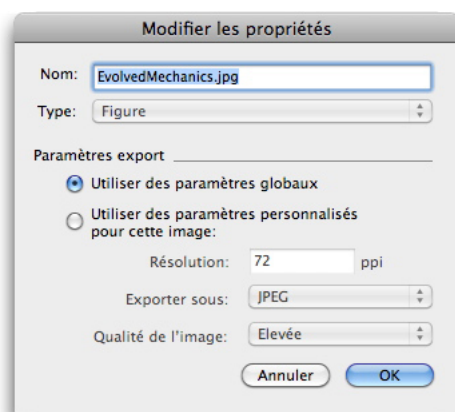 Modifier les propriétés
Nom: EvolvedMechanics.jpg
Type: Figure
Paramètres export
Utiliser des paramètres globaux
Utiliser des paramètres personnalisés
pour cette image:
Résolution: 72 ppi
Exporter sous: JPEG
Qualité de l'image: Elevée
Annuler OK